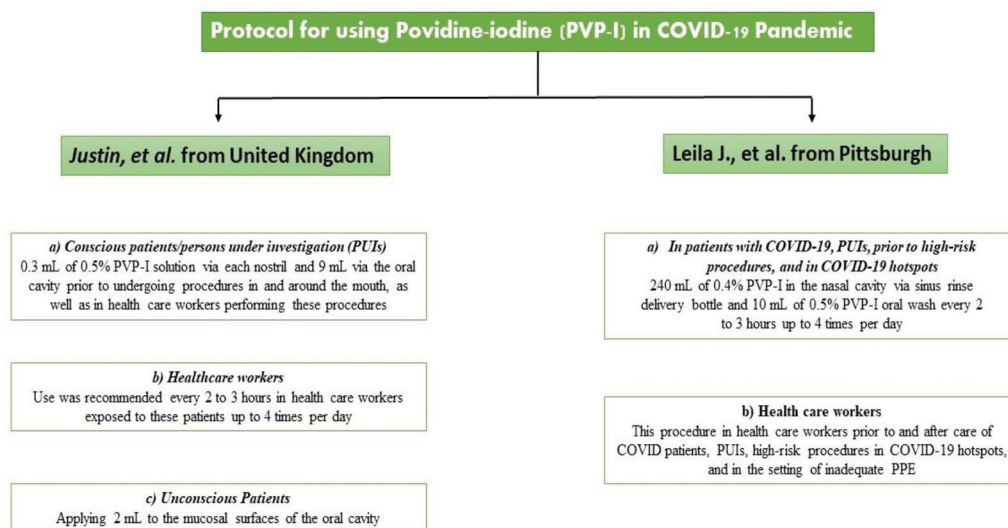 Protocol for using Povidine-iodine (PVP-I) in COVID-19 Pandemic
Justin, et al. from United Kingdom
Leila J., et al. from Pittsburgh
a) Conscious patients/persons under investigation (PUIs)
0.3 mL of 0.5% PVP-I solution via each nostril and 9 mL via the oral
cavity prior to undergoing procedures in and around the mouth, as
well as in health care workers performing these procedures
b) Healthcare workers
Use was recommended every 2 to 3 hours in health care workers
exposed to these patients up to 4 times per day
c) Unconscious Patients
Applying 2 mL to the mucosal surfaces of the oral cavity
a) In patients with COVID-19, PUIs, prior to high-risk
procedures, and in COVID-19 hotspots
240 mL of 0.4% PVP-I in the nasal cavity via sinus rinse
delivery bottle and 10 mL of 0.5% PVP-I oral wash every 2
to 3 hours up to 4 times per day
b) Health care workers
This procedure in health care workers prior to and after care of
COVID patients, PUIs, high-risk procedures in COVID-19 hotspots,
and in the setting of inadequate PPE